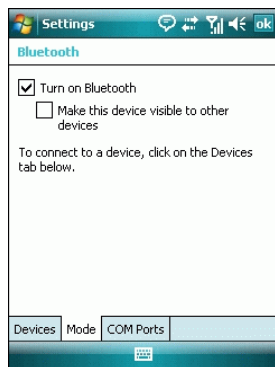 Settings
ok
Bluetooth
Turn on Bluetooth
Make this device visible to other
devices
To connect to a device, click on the Devices
tab below.
Devices Mode COM Ports